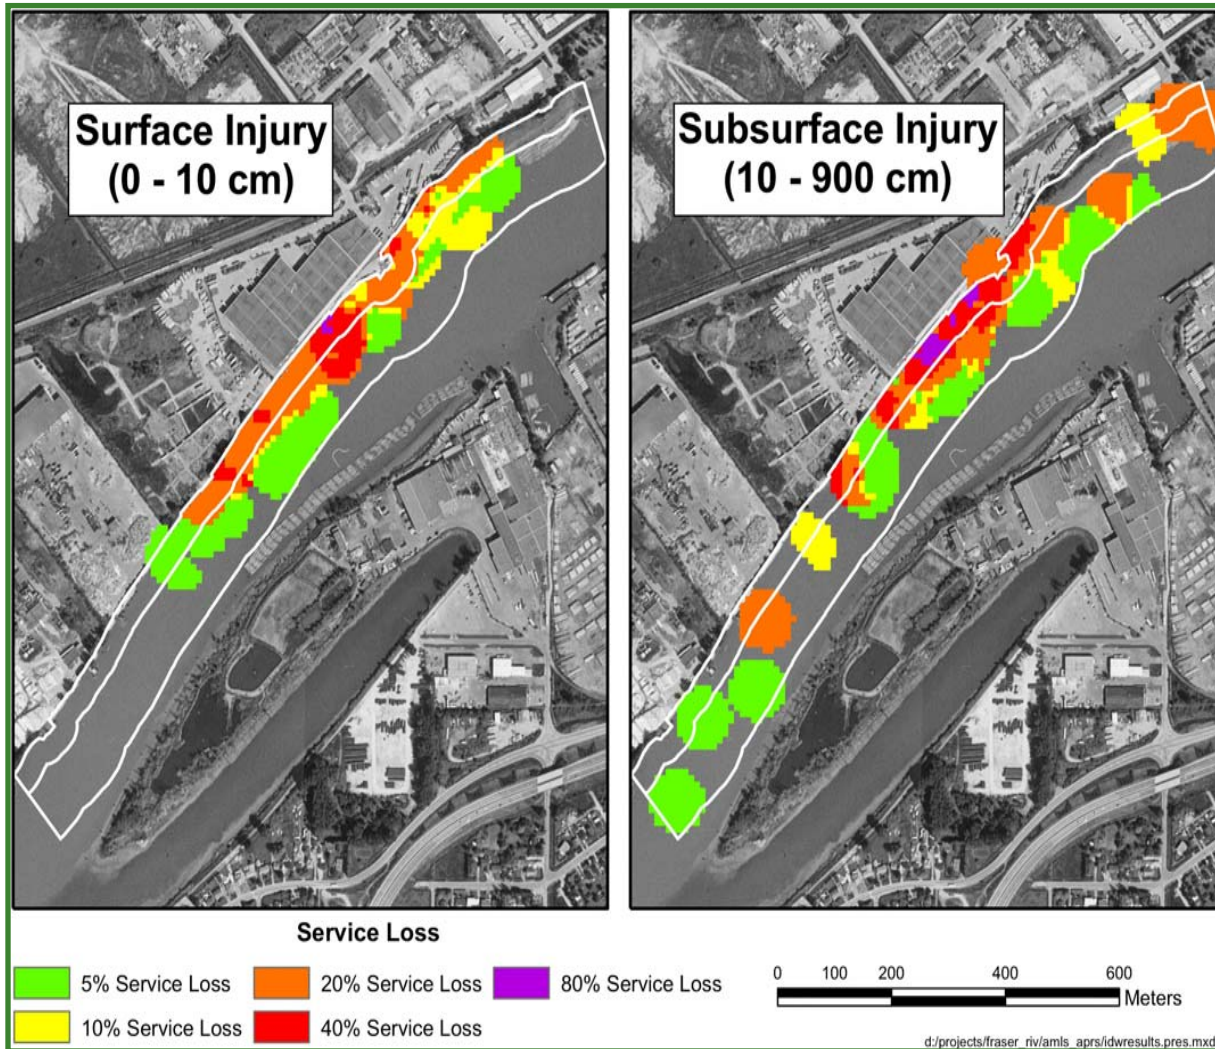 Surface Injury
(0 - 10 cm)
Subsurface Injury
(10 - 900 cm)
Service Loss
5% Service Loss
20% Service Loss
80% Service Loss
10% Service Loss
40% Service Loss
0 100 200 400 600
Meters
d:/projects/fraser_riv/amls_aprs/idwresults.pres.mxd